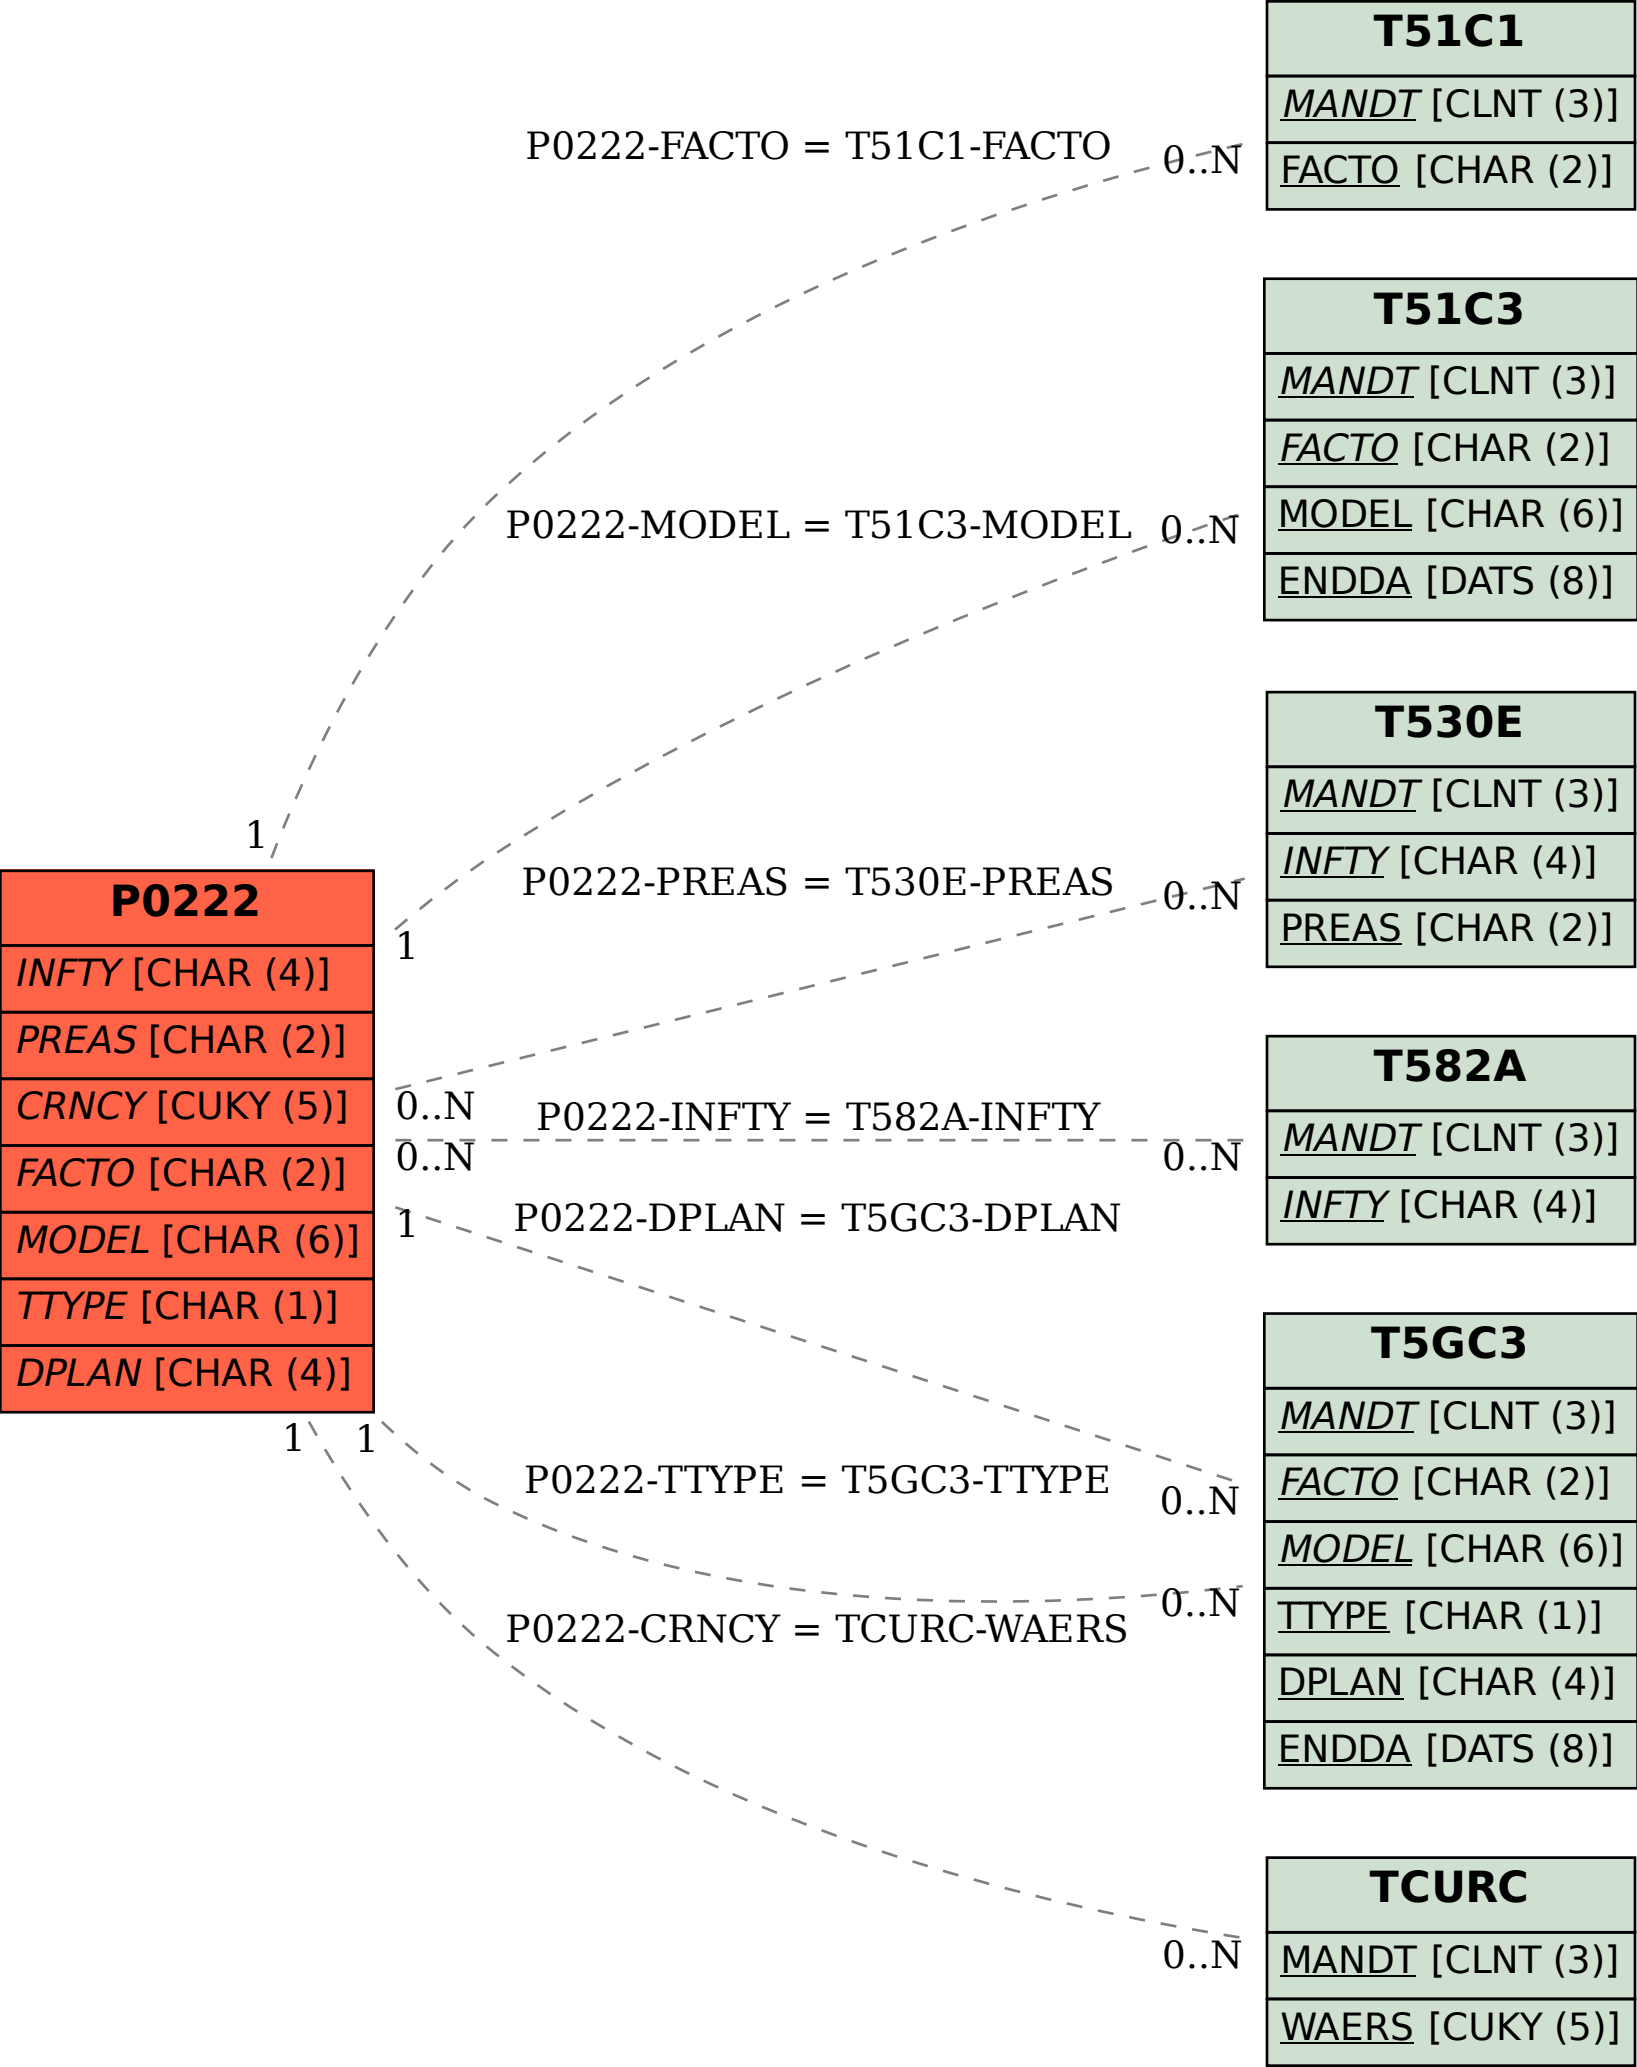 T51C1
MANDT [CLNT (3)]
FACTO [CHAR (2)]
P0222-FACTO = T51C1-FACTO
0..N
1
T51C3
MANDT [CLNT (3)]
FACTO [CHAR (2)]
MODEL [CHAR (6)]
ENDDA [DATS (8)]
P0222-MODEL = T51C3-MODEL
0..N
1
T530E
MANDT [CLNT (3)]
INFTY [CHAR (4)]
PREAS [CHAR (2)]
P0222-PREAS = T530E-PREAS
0..N
0..N
P0222
INFTY [CHAR (4)]
PREAS [CHAR (2)]
CRNCY [CUKY (5)]
FACTO [CHAR (2)]
MODEL [CHAR (6)]
TTYPE [CHAR (1)]
DPLAN [CHAR (4)]
T582A
MANDT [CLNT (3)]
INFTY [CHAR (4)]
P0222-INFTY = T582A-INFTY
0..N
0..N
P0222-DPLAN = T5GC3-DPLAN
1
0..N
T5GC3
MANDT [CLNT (3)]
FACTO [CHAR (2)]
MODEL [CHAR (6)]
TTYPE [CHAR (1)]
DPLAN [CHAR (4)]
ENDDA [DATS (8)]
P0222-TTYPE = T5GC3-TTYPE
1
0..N
P0222-CRNCY = TCURC-WAERS
1
0..N
TCURC
MANDT [CLNT (3)]
WAERS [CUKY (5)]